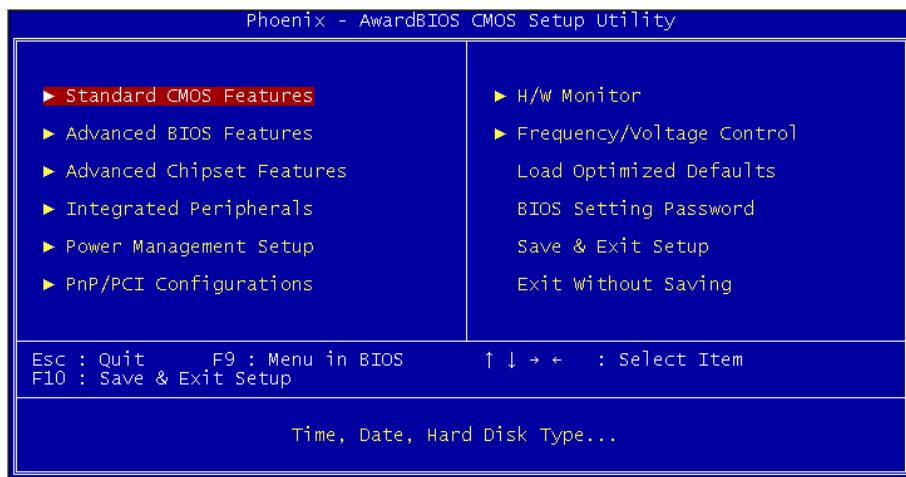 Phoenix - AwardBIOS CMOS Setup Utility
► Standard CMOS Features
► Advanced BIOS Features
► Advanced Chipset Features
► Integrated Peripherals
► Power Management Setup
► PnP/PCI Configurations
► H/W Monitor
► Frequency/Voltage Control
Load Optimized Defaults
BIOS Setting Password
Save & Exit Setup
Exit Without Saving
Esc : Quit F9 : Menu in BIOS ↑ ↓ → ← : Select Item
F10 : Save & Exit Setup
Time, Date, Hard Disk Type...